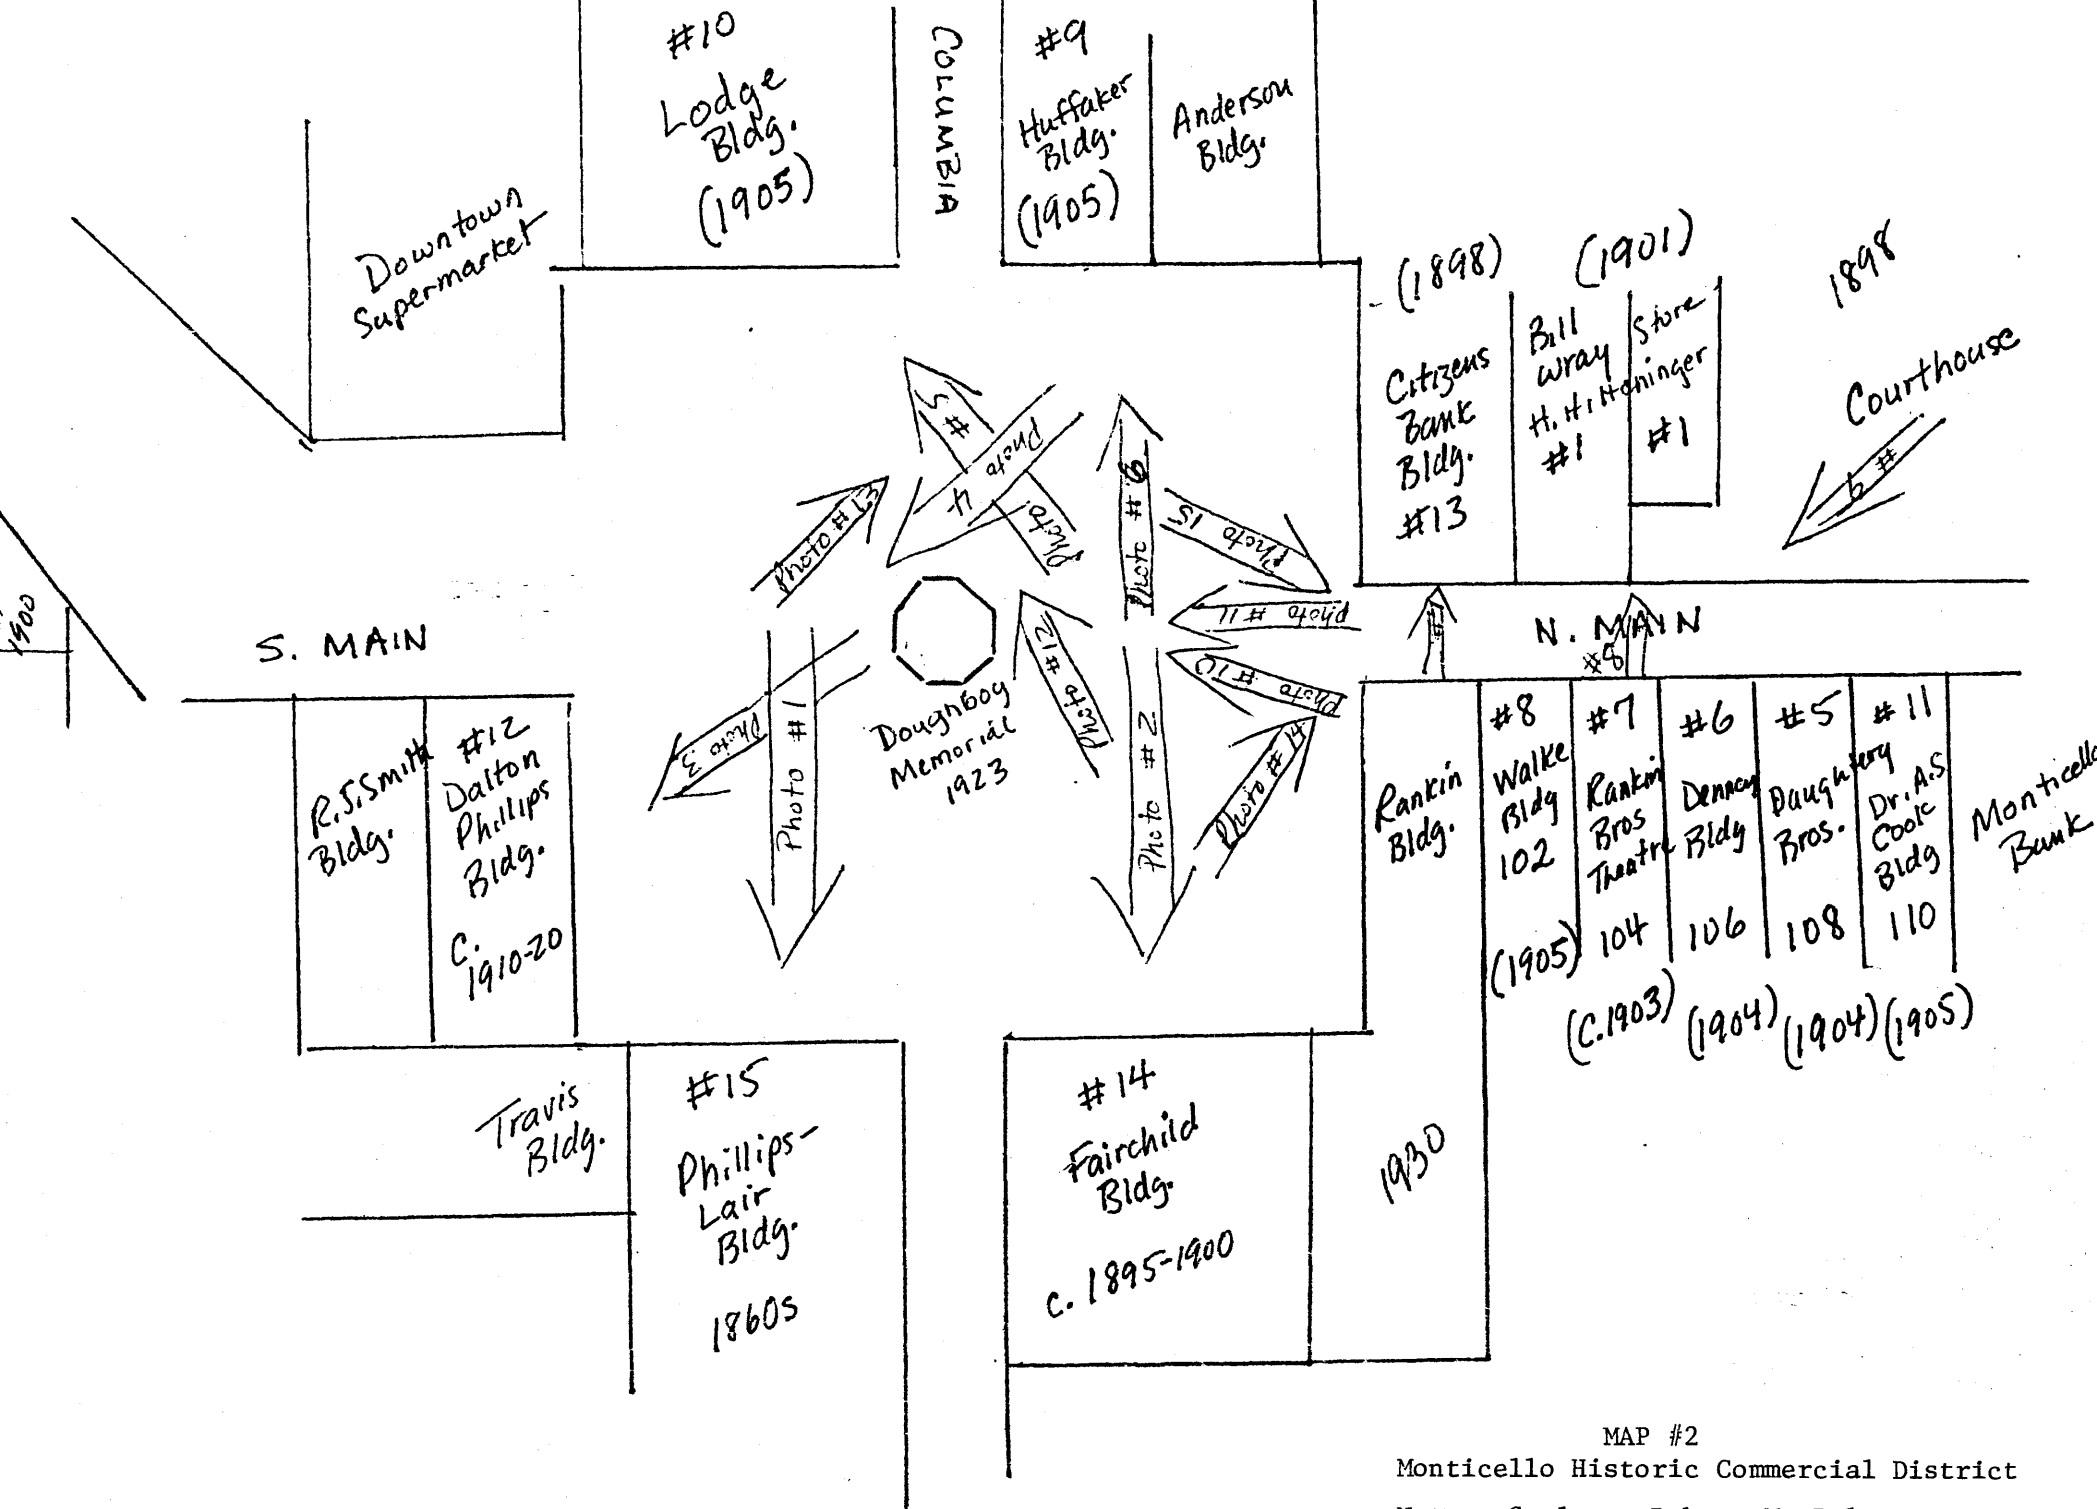 #10
Lodge
Bldg.
(1905)
COLUMBIA
#9
Huffaker
Bldg.
(1905)
Anderson
Bldg.
Downtown
Supermarket
(1898)
Citizens
Bank
Bldg.
#13
(1901)
Bill
Wray
H. Hittoninger
#1
Store
#1
1898
Courthouse
#9
Photo #5
Photo 4
Photo #6
Photo #13
Photo 15
Photo #11
Photo #10
Photo #12
Photo #14
Photo #1
Photo #2
Photo 3
Doughboy
Memorial
1923
1900
S. MAIN
N. MAIN
#8
R.J. Smith
Bldg.
#12
Dalton
Phillips
Bldg.
C.
1910-20
Rankin
Bldg.
1930
#8
Walke
Bldg
102
(1905)
#7
Rankin
Bros
Theatre
104
(C.1903)
#6
Denney
Bldg
106
(1904)
#5
Daughtery
Bros.
108
(1904)
#11
Dr. A.S.
Cook
Bldg
110
(1905)
Monticello
Bank
Travis
Bldg.
#15
Phillips-
Lair
Bldg.
1860s
#14
Fairchild
Bldg.
c. 1895-1900
MAP #2
Monticello Historic Commercial District